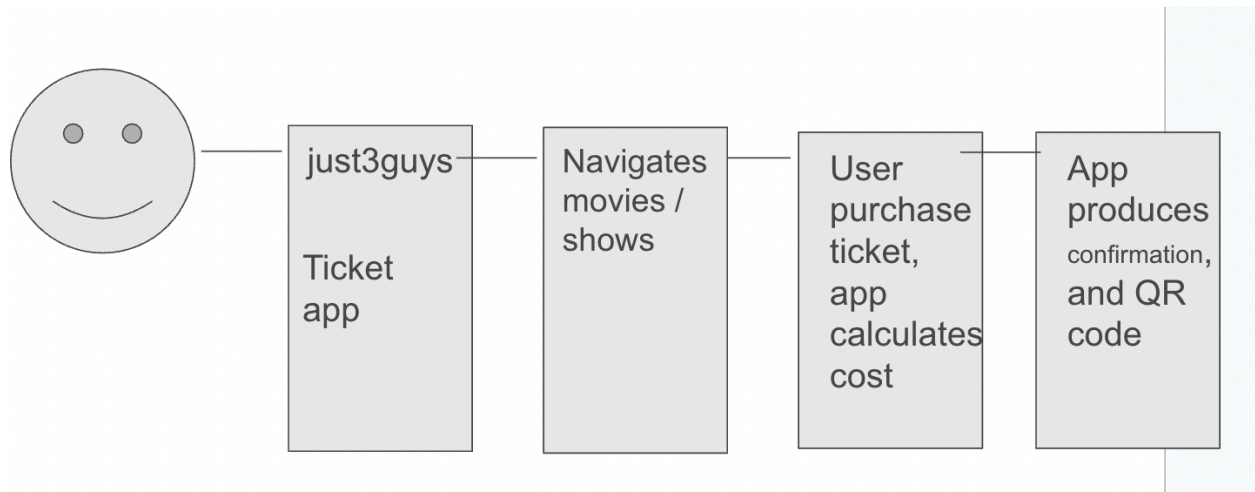 just3guys
Ticket
app
Navigates
movies /
shows
User
purchase
ticket,
app
calculates
cost
App
produces
confirmation,
and QR
code